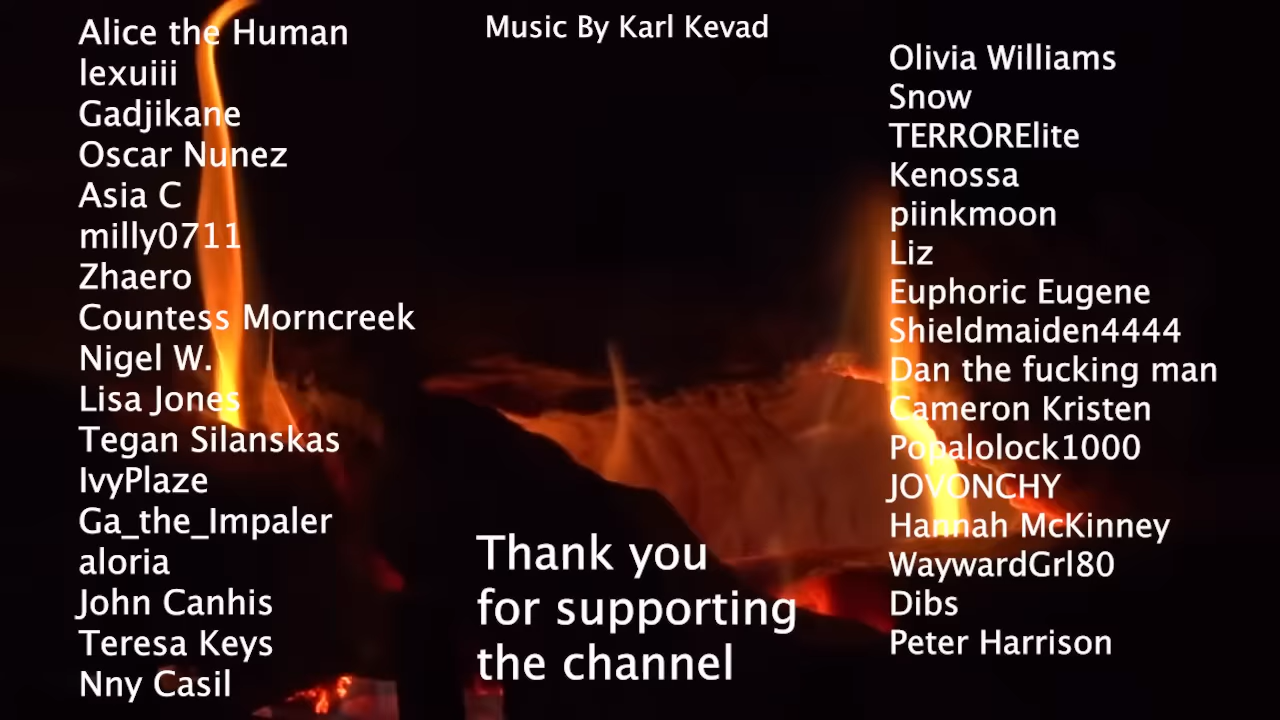 Alice the Human
lexuiii
Gadjikane
Oscar Nunez
Asia C
milly0711
Zhaero
Countess Morncreek
Nigel W.
Lisa Jones
Tegan Silanskas
IvyPlaze
Ga_the_Impaler
aloria
John Canhis
Teresa Keys
Nny Casil
Music By Karl Kevad
Thank you
for supporting
the channel
Olivia Williams
Snow
TERRORElite
Kenossa
piinkmoon
Liz
Euphoric Eugene
Shieldmaiden4444
Dan the fucking man
Cameron Kristen
Popalolock1000
JOVONCHY
Hannah McKinney
WaywardGrl80
Dibs
Peter Harrison